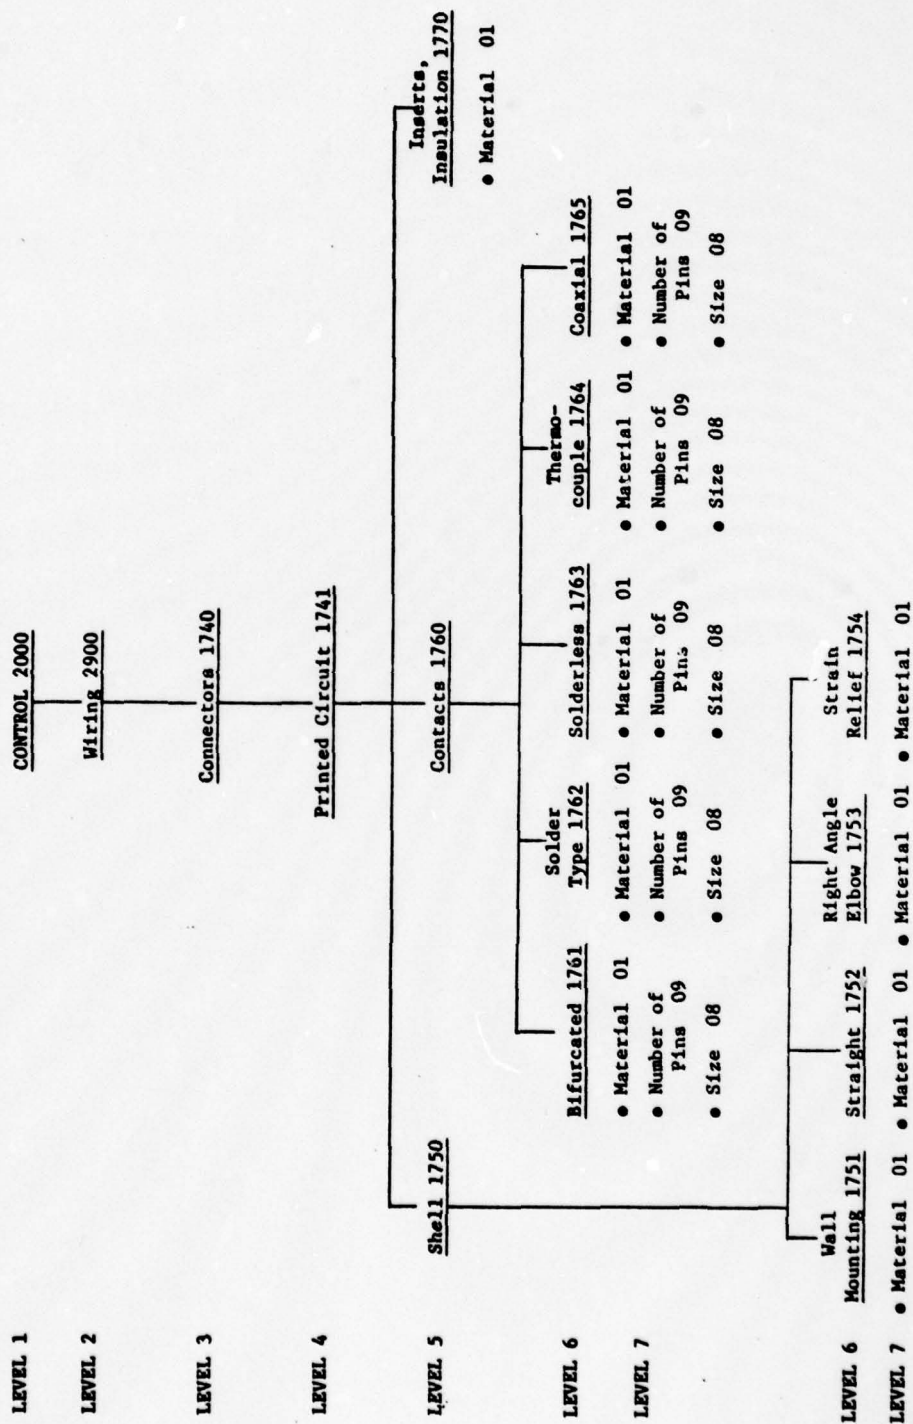 LEVEL 1
CONTROL 2000
LEVEL 2
Wiring 2900
LEVEL 3
Connectors 1740
LEVEL 4
Printed Circuit 1741
LEVEL 5
Shell 1750
Contacts 1760
Inserts,
Insulation 1770
• Material 01
LEVEL 6
Bifurcated 1761
Solder
Type 1762
Solderless 1763
Thermo-
couple 1764
Coaxial 1765
LEVEL 7
• Material 01
• Number of
Pins 09
• Size 08
• Material 01
• Number of
Pins 09
• Size 08
• Material 01
• Number of
Pins 09
• Size 08
• Material 01
• Number of
Pins 09
• Size 08
• Material 01
• Number of
Pins 09
• Size 08
LEVEL 6
Wall
Mounting 1751
Straight 1752
Right Angle
Elbow 1753
Strain
Relief 1754
LEVEL 7
• Material 01
• Material 01
• Material 01
• Material 01